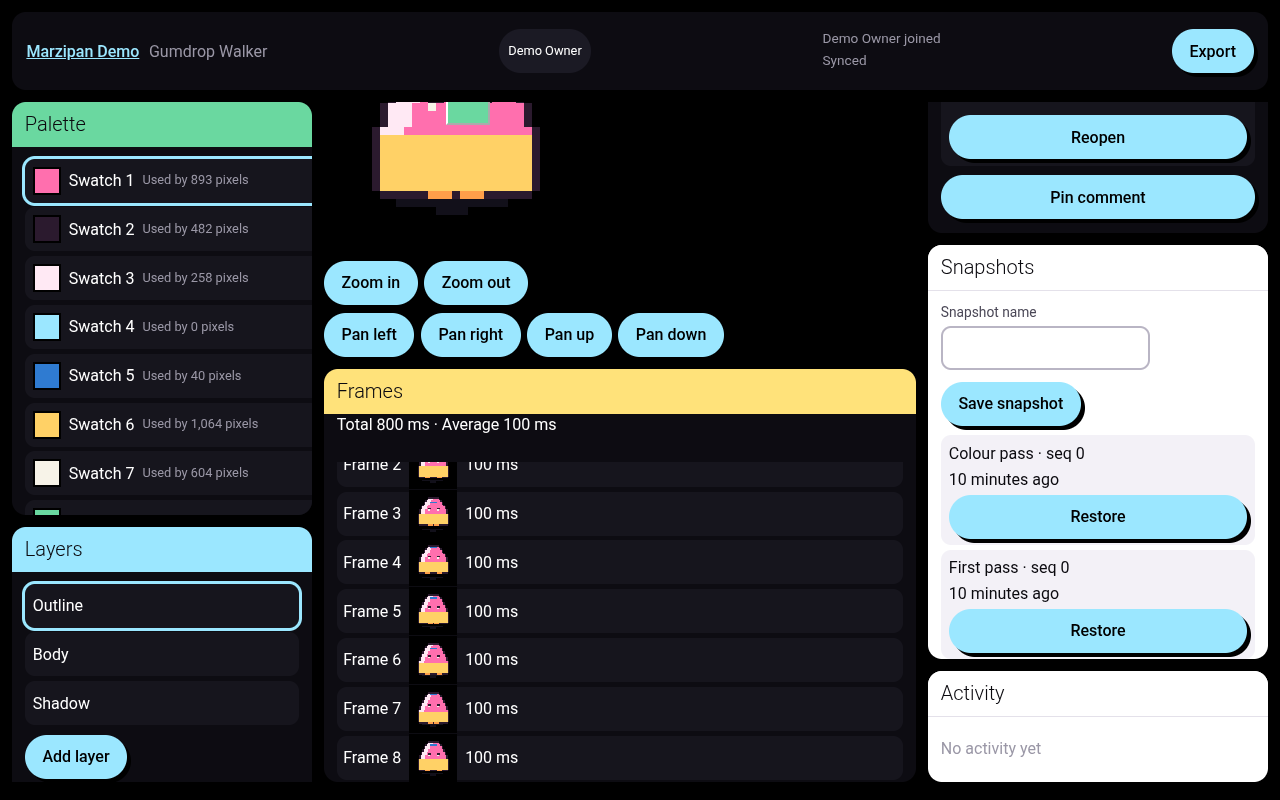 Marzipan Demo Gumdrop Walker
Demo Owner
Demo Owner joined
Synced
Export
Palette
Swatch 1 Used by 893 pixels
Swatch 2 Used by 482 pixels
Swatch 3 Used by 258 pixels
Swatch 4 Used by 0 pixels
Swatch 5 Used by 40 pixels
Swatch 6 Used by 1,064 pixels
Swatch 7 Used by 604 pixels
Layers
Outline
Body
Shadow
Add layer
Zoom in Zoom out
Pan left Pan right Pan up Pan down
Frames
Total 800 ms · Average 100 ms
Frame 2 100 ms
Frame 3 100 ms
Frame 4 100 ms
Frame 5 100 ms
Frame 6 100 ms
Frame 7 100 ms
Frame 8 100 ms
Reopen
Pin comment
Snapshots
Snapshot name
Save snapshot
Colour pass · seq 0
10 minutes ago
Restore
First pass · seq 0
10 minutes ago
Restore
Activity
No activity yet